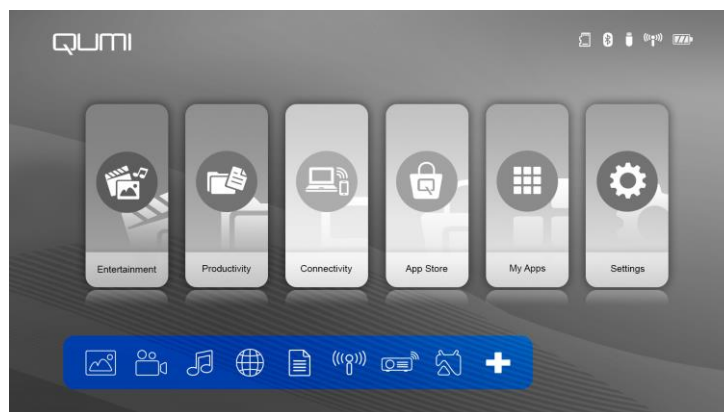 QUMI
Entertainment
Productivity
Connectivity
App Store
My Apps
Settings